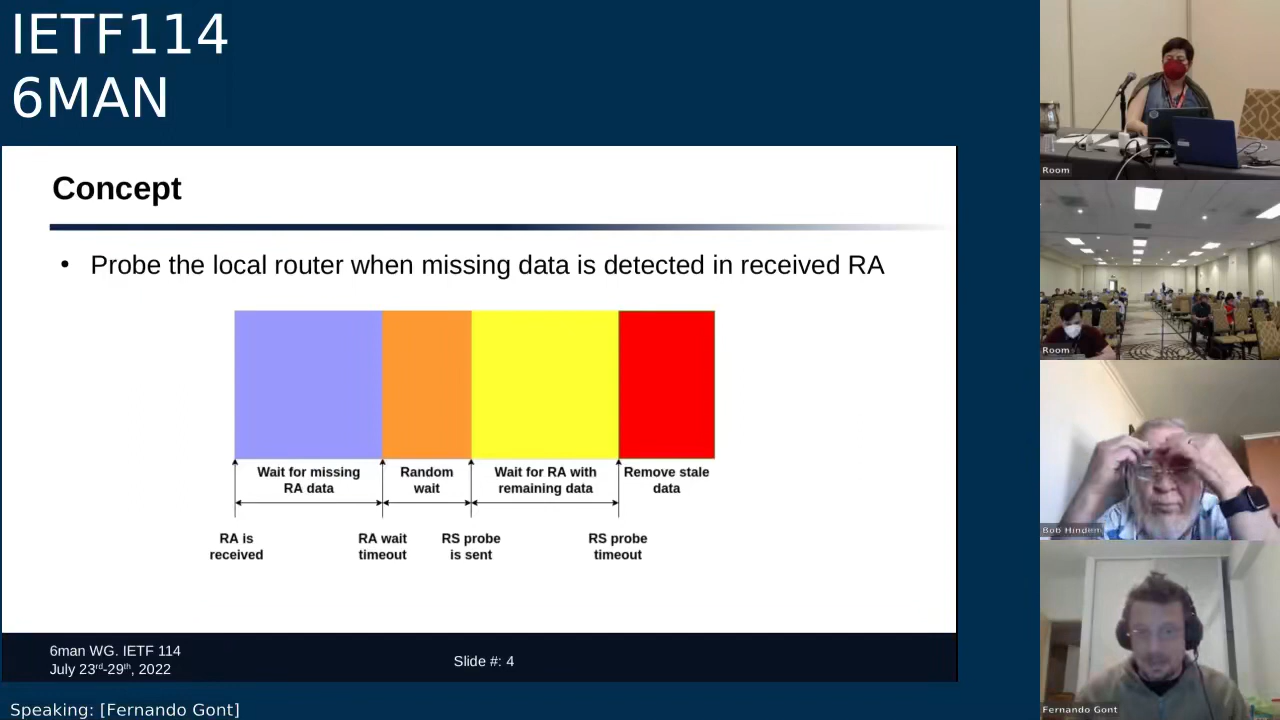 IETF114
6MAN
Concept
• Probe the local router when missing data is detected in received RA
Wait for missing
RA data
Random
wait
Wait for RA with
remaining data
Remove stale
data
RA is
received
RA wait
timeout
RS probe
is sent
RS probe
timeout
6man WG. IETF 114
July 23rd-29th, 2022
Slide #: 4
Speaking: [Fernando Gont]
Room
Room
Bob Hinden
Fernando Gont